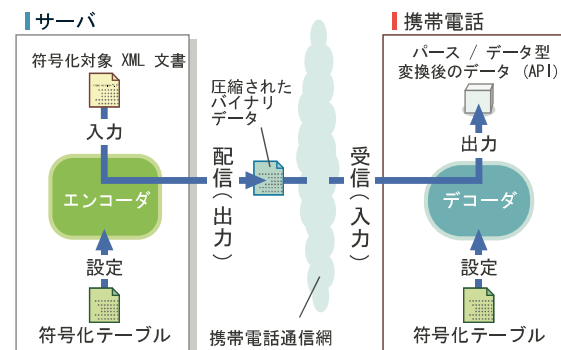 サーバ
符号化対象 XML 文書
入力
エンコーダ
設定
符号化テーブル
圧縮された
バイナリ
データ
配信(出力)
携帯電話通信網
受信(入力)
携帯電話
パース / データ型
変換後のデータ (API)
出力
デコーダ
設定
符号化テーブル